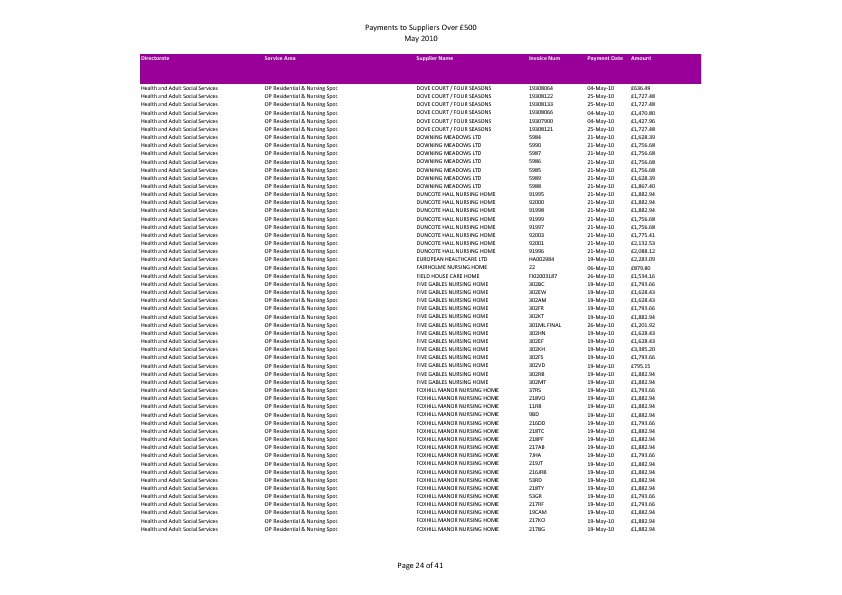 Payments to Suppliers Over £500
May 2010
Directorate Service Area Supplier Name Invoice Num Payment Date Amount
Health and Adult Social Services OP Residential & Nursing Spot DOVE COURT / FOUR SEASONS 19308064 04-May-10 £636.49
Health and Adult Social Services OP Residential & Nursing Spot DOVE COURT / FOUR SEASONS 19308122 25-May-10 £1,727.48
Health and Adult Social Services OP Residential & Nursing Spot DOVE COURT / FOUR SEASONS 19308133 25-May-10 £1,727.48
Health and Adult Social Services OP Residential & Nursing Spot DOVE COURT / FOUR SEASONS 19308066 04-May-10 £1,470.80
Health and Adult Social Services OP Residential & Nursing Spot DOVE COURT / FOUR SEASONS 19307900 04-May-10 £1,427.96
Health and Adult Social Services OP Residential & Nursing Spot DOVE COURT / FOUR SEASONS 19308121 25-May-10 £1,727.48
Health and Adult Social Services OP Residential & Nursing Spot DOWNING MEADOWS LTD 5984 21-May-10 £1,628.39
Health and Adult Social Services OP Residential & Nursing Spot DOWNING MEADOWS LTD 5990 21-May-10 £1,756.68
Health and Adult Social Services OP Residential & Nursing Spot DOWNING MEADOWS LTD 5987 21-May-10 £1,756.68
Health and Adult Social Services OP Residential & Nursing Spot DOWNING MEADOWS LTD 5986 21-May-10 £1,756.68
Health and Adult Social Services OP Residential & Nursing Spot DOWNING MEADOWS LTD 5985 21-May-10 £1,756.68
Health and Adult Social Services OP Residential & Nursing Spot DOWNING MEADOWS LTD 5989 21-May-10 £1,628.39
Health and Adult Social Services OP Residential & Nursing Spot DOWNING MEADOWS LTD 5988 21-May-10 £1,867.40
Health and Adult Social Services OP Residential & Nursing Spot DUNCOTE HALL NURSING HOME 91995 21-May-10 £1,882.94
Health and Adult Social Services OP Residential & Nursing Spot DUNCOTE HALL NURSING HOME 92000 21-May-10 £1,882.94
Health and Adult Social Services OP Residential & Nursing Spot DUNCOTE HALL NURSING HOME 91998 21-May-10 £1,882.94
Health and Adult Social Services OP Residential & Nursing Spot DUNCOTE HALL NURSING HOME 91999 21-May-10 £1,756.68
Health and Adult Social Services OP Residential & Nursing Spot DUNCOTE HALL NURSING HOME 91997 21-May-10 £1,756.68
Health and Adult Social Services OP Residential & Nursing Spot DUNCOTE HALL NURSING HOME 92003 21-May-10 £1,775.41
Health and Adult Social Services OP Residential & Nursing Spot DUNCOTE HALL NURSING HOME 92001 21-May-10 £2,132.53
Health and Adult Social Services OP Residential & Nursing Spot DUNCOTE HALL NURSING HOME 91996 21-May-10 £2,088.12
Health and Adult Social Services OP Residential & Nursing Spot EUROPEAN HEALTHCARE LTD HA002984 19-May-10 £2,283.09
Health and Adult Social Services OP Residential & Nursing Spot FAIRHOLME NURSING HOME 22 06-May-10 £879.80
Health and Adult Social Services OP Residential & Nursing Spot FIELD HOUSE CARE HOME FI02003187 26-May-10 £1,534.16
Health and Adult Social Services OP Residential & Nursing Spot FIVE GABLES NURSING HOME 302BC 19-May-10 £1,793.66
Health and Adult Social Services OP Residential & Nursing Spot FIVE GABLES NURSING HOME 302EW 19-May-10 £1,628.43
Health and Adult Social Services OP Residential & Nursing Spot FIVE GABLES NURSING HOME 302AM 19-May-10 £1,628.43
Health and Adult Social Services OP Residential & Nursing Spot FIVE GABLES NURSING HOME 302FR 19-May-10 £1,793.66
Health and Adult Social Services OP Residential & Nursing Spot FIVE GABLES NURSING HOME 302KT 19-May-10 £1,882.94
Health and Adult Social Services OP Residential & Nursing Spot FIVE GABLES NURSING HOME 301ML FINAL 26-May-10 £1,201.92
Health and Adult Social Services OP Residential & Nursing Spot FIVE GABLES NURSING HOME 302HN 19-May-10 £1,628.43
Health and Adult Social Services OP Residential & Nursing Spot FIVE GABLES NURSING HOME 302EF 19-May-10 £1,628.43
Health and Adult Social Services OP Residential & Nursing Spot FIVE GABLES NURSING HOME 302KH 19-May-10 £3,385.20
Health and Adult Social Services OP Residential & Nursing Spot FIVE GABLES NURSING HOME 302FS 19-May-10 £1,793.66
Health and Adult Social Services OP Residential & Nursing Spot FIVE GABLES NURSING HOME 302VD 19-May-10 £795.15
Health and Adult Social Services OP Residential & Nursing Spot FIVE GABLES NURSING HOME 302RB 19-May-10 £1,882.94
Health and Adult Social Services OP Residential & Nursing Spot FIVE GABLES NURSING HOME 302MT 19-May-10 £1,882.94
Health and Adult Social Services OP Residential & Nursing Spot FOXHILL MANOR NURSING HOME 37RS 19-May-10 £1,793.66
Health and Adult Social Services OP Residential & Nursing Spot FOXHILL MANOR NURSING HOME 218VO 19-May-10 £1,882.94
Health and Adult Social Services OP Residential & Nursing Spot FOXHILL MANOR NURSING HOME 11RB 19-May-10 £1,882.94
Health and Adult Social Services OP Residential & Nursing Spot FOXHILL MANOR NURSING HOME 19-May-10 £1,882.94
Health and Adult Social Services OP Residential & Nursing Spot FOXHILL MANOR NURSING HOME 216DD 19-May-10 £1,793.66
Health and Adult Social Services OP Residential & Nursing Spot FOXHILL MANOR NURSING HOME 218TC 19-May-10 £1,882.94
Health and Adult Social Services OP Residential & Nursing Spot FOXHILL MANOR NURSING HOME 218PF 19-May-10 £1,882.94
Health and Adult Social Services OP Residential & Nursing Spot FOXHILL MANOR NURSING HOME 217AB 19-May-10 £1,882.94
Health and Adult Social Services OP Residential & Nursing Spot FOXHILL MANOR NURSING HOME 7JHA 19-May-10 £1,793.66
Health and Adult Social Services OP Residential & Nursing Spot FOXHILL MANOR NURSING HOME 219JT 19-May-10 £1,882.94
Health and Adult Social Services OP Residential & Nursing Spot FOXHILL MANOR NURSING HOME 216JRB 19-May-10 £1,882.94
Health and Adult Social Services OP Residential & Nursing Spot FOXHILL MANOR NURSING HOME 53RD 19-May-10 £1,882.94
Health and Adult Social Services OP Residential & Nursing Spot FOXHILL MANOR NURSING HOME 218TY 19-May-10 £1,882.94
Health and Adult Social Services OP Residential & Nursing Spot FOXHILL MANOR NURSING HOME 53GR 19-May-10 £1,793.66
Health and Adult Social Services OP Residential & Nursing Spot FOXHILL MANOR NURSING HOME 217RF 19-May-10 £1,793.66
Health and Adult Social Services OP Residential & Nursing Spot FOXHILL MANOR NURSING HOME 19CAM 19-May-10 £1,882.94
Health and Adult Social Services OP Residential & Nursing Spot FOXHILL MANOR NURSING HOME 217KO 19-May-10 £1,882.94
Health and Adult Social Services OP Residential & Nursing Spot FOXHILL MANOR NURSING HOME 217BG 19-May-10 £1,882.94
Page 24 of 41